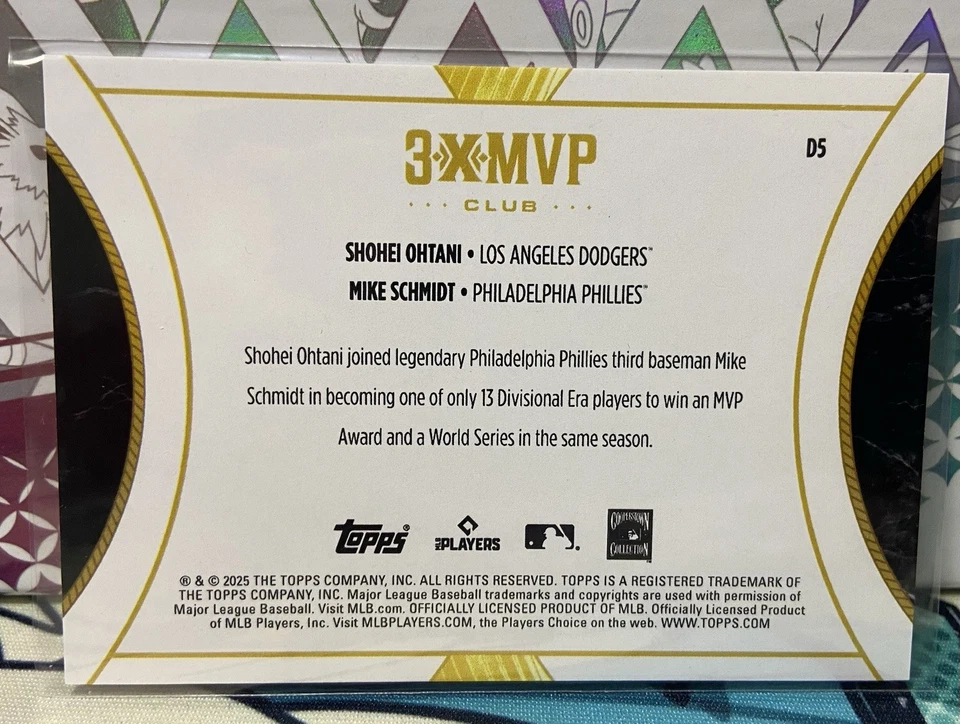 3XMVP
D5
··· CLUB ···
SHOHEI OHTANI • LOS ANGELES DODGERS™
MIKE SCHMIDT • PHILADELPHIA PHILLIES™
Shohei Ohtani joined legendary Philadelphia Phillies third baseman Mike
Schmidt in becoming one of only 13 Divisional Era players to win an MVP
Award and a World Series in the same season.
Topps® MLB PLAYERS COOPERSTOWN COLLECTION
® & © 2025 THE TOPPS COMPANY, INC. ALL RIGHTS RESERVED. TOPPS IS A REGISTERED TRADEMARK OF
THE TOPPS COMPANY, INC. Major League Baseball trademarks and copyrights are used with permission of
Major League Baseball. Visit MLB.com. OFFICIALLY LICENSED PRODUCT OF MLB. Officially Licensed Product
of MLB Players, Inc. Visit MLBPLAYERS.COM, the Players Choice on the web. WWW.TOPPS.COM